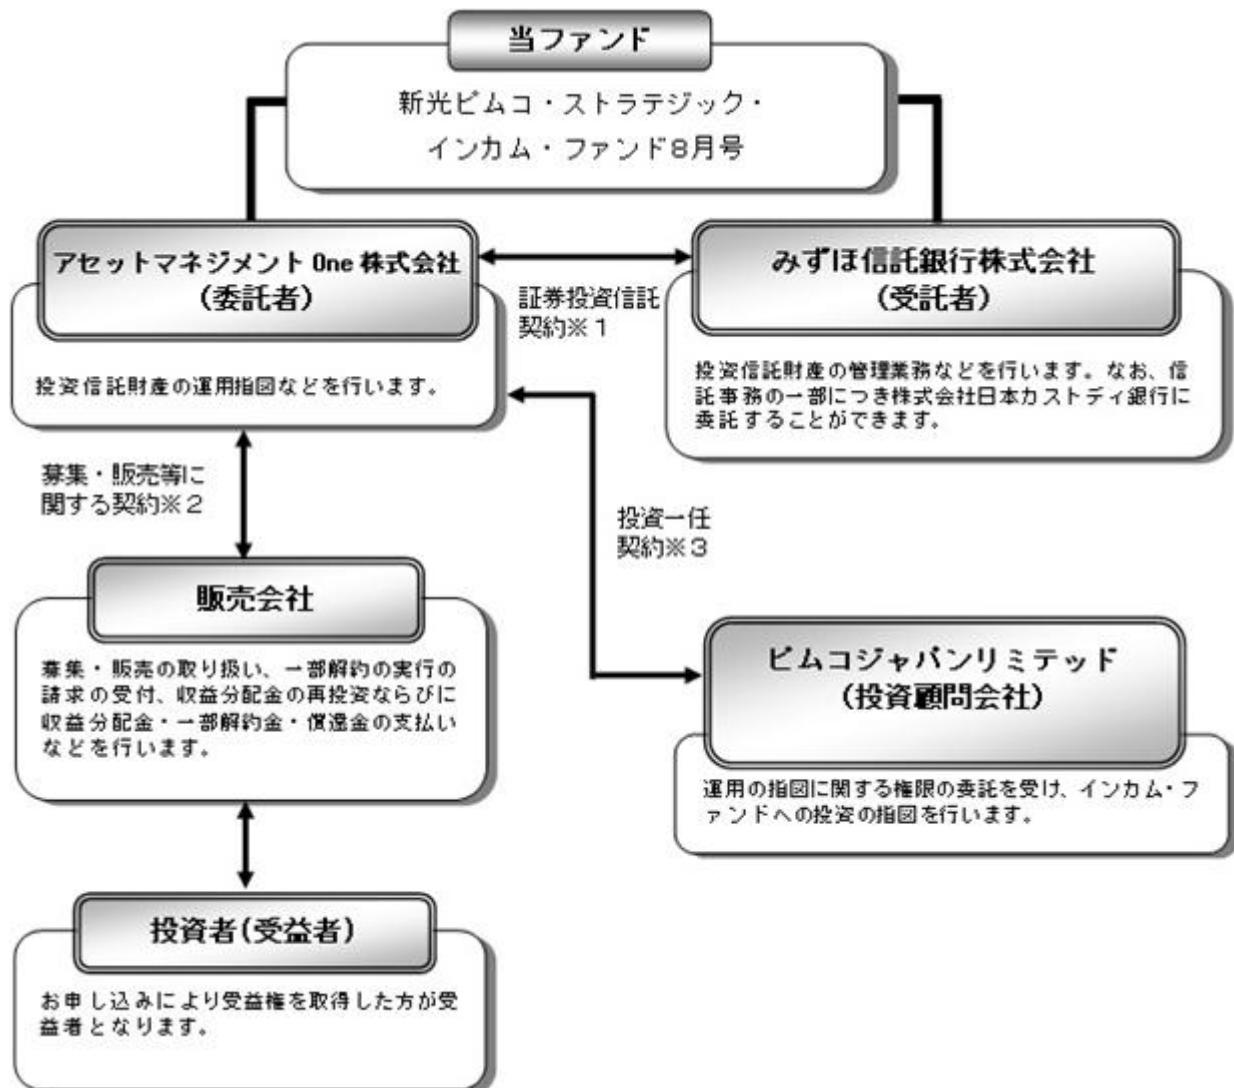 当ファンド
新光ピムコ・ストラテジック・
インカム・ファンド8月号
アセットマネジメントOne株式会社
(委託者)
投資信託財産の運用指図などを行います。
証券投資信託
契約※1
みずほ信託銀行株式会社
(受託者)
投資信託財産の管理業務などを行います。なお、信
託事務の一部につき株式会社日本カストディ銀行に
委託することができます。
募集・販売等に
関する契約※2
投資一任
契約※3
販売会社
募集・販売の取り扱い、一部解約の実行の
請求の受付、収益分配金の再投資ならびに
収益分配金・一部解約金・償還金の支払い
などを行います。
ピムコジャパンリミテッド
(投資顧問会社)
運用の指図に関する権限の委託を受け、インカム・フ
ァンドへの投資の指図を行います。
投資者(受益者)
お申し込みにより受益権を取得した方が受
益者となります。